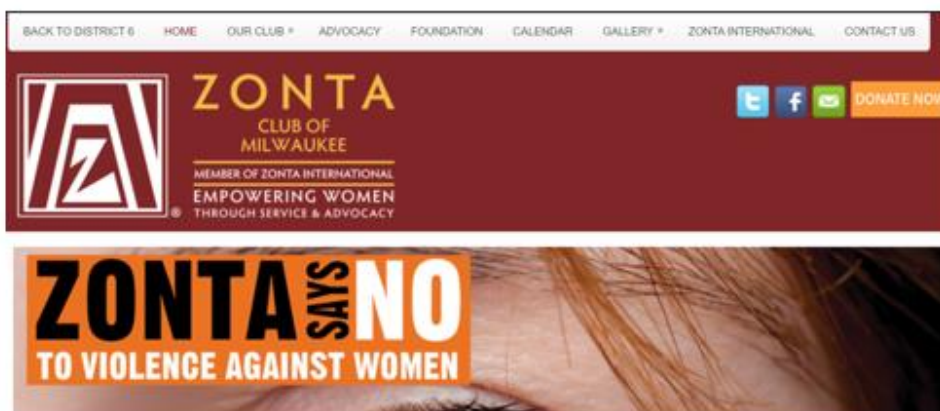 BACK TO DISTRICT 6 HOME OUR CLUB ADVOCACY FOUNDATION CALENDAR GALLERY ZONTA INTERNATIONAL CONTACT US
ZONTA
CLUB OF
MILWAUKEE
MEMBER OF ZONTA INTERNATIONAL
EMPOWERING WOMEN
THROUGH SERVICE & ADVOCACY
®
DONATE NOW
ZONTA SAYS NO
TO VIOLENCE AGAINST WOMEN